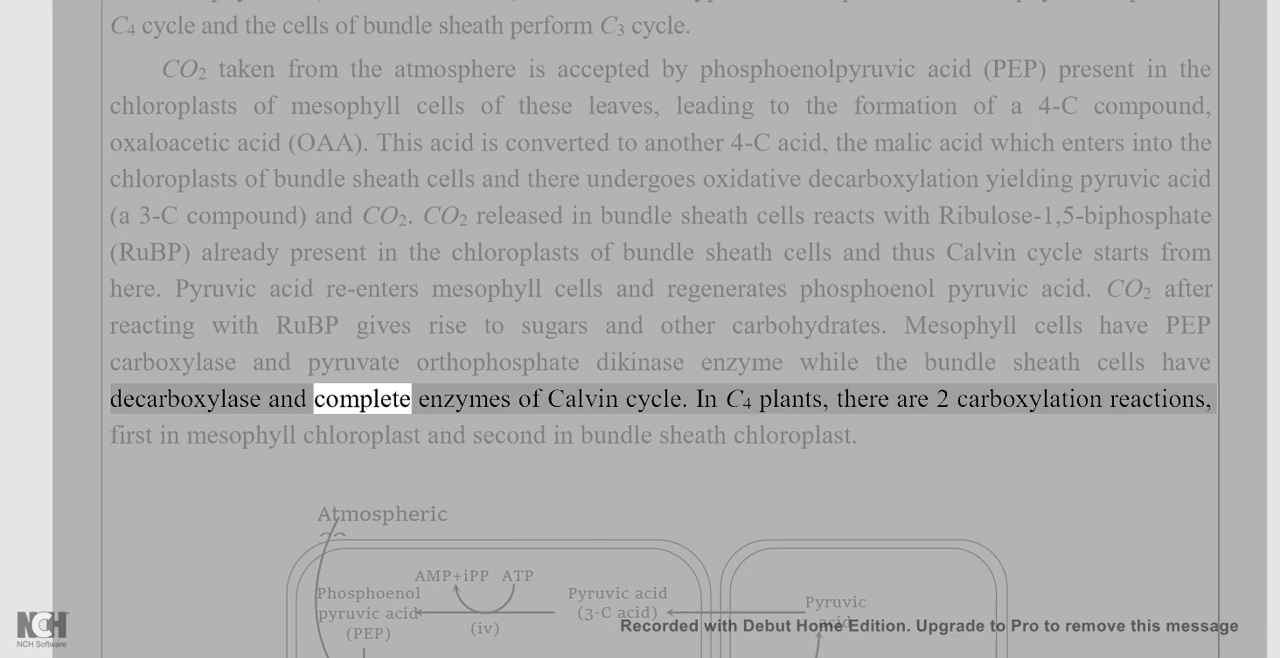 C4 cycle and the cells of bundle sheath perform C3 cycle.
CO2 taken from the atmosphere is accepted by phosphoenolpyruvic acid (PEP) present in the
chloroplasts of mesophyll cells of these leaves, leading to the formation of a 4-C compound,
oxaloacetic acid (OAA). This acid is converted to another 4-C acid, the malic acid which enters into the
chloroplasts of bundle sheath cells and there undergoes oxidative decarboxylation yielding pyruvic acid
(a 3-C compound) and CO2. CO2 released in bundle sheath cells reacts with Ribulose-1,5-biphosphate
(RuBP) already present in the chloroplasts of bundle sheath cells and thus Calvin cycle starts from
here. Pyruvic acid re-enters mesophyll cells and regenerates phosphoenol pyruvic acid. CO2 after
reacting with RuBP gives rise to sugars and other carbohydrates. Mesophyll cells have PEP
carboxylase and pyruvate orthophosphate dikinase enzyme while the bundle sheath cells have
decarboxylase and complete enzymes of Calvin cycle. In C4 plants, there are 2 carboxylation reactions,
first in mesophyll chloroplast and second in bundle sheath chloroplast.
Atmospheric
AMP+iPP ATP
Phosphoenol
pyruvic acid
(PEP)
(iv)
Pyruvic acid
(3-C acid)
Pyruvic
acid
NCH
NCH Software
Recorded with Debut Home Edition. Upgrade to Pro to remove this message